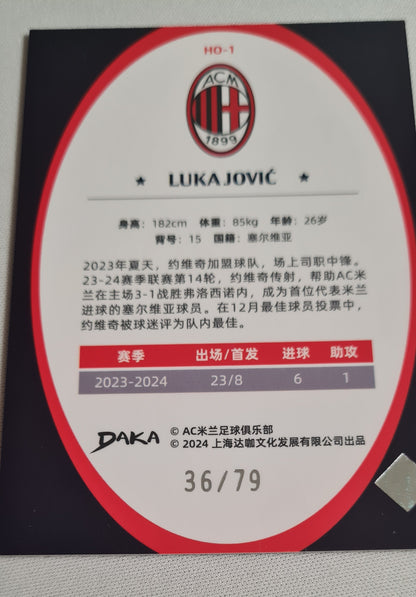 HO-1
ACM
1899
LUKA JOVIĆ
身高：182cm 体重：85kg 年龄：26岁
背号：15 国籍：塞尔维亚
2023年夏天，约维奇加盟球队，场上司职中锋。
23-24赛季联赛第14轮，约维奇传射，帮助AC米
兰在主场3-1战胜弗洛西诺内，成为首位代表米兰
进球的塞尔维亚球员。在12月最佳球员投票中，
约维奇被球迷评为队内最佳。
赛季 出场/首发 进球 助攻
2023-2024 23/8 6 1
DAKA
© AC米兰足球俱乐部
© 2024 上海达咖文化发展有限公司出品
36/79